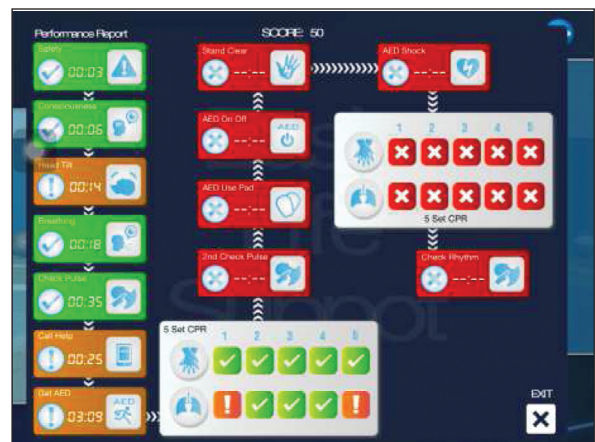 Performance Report
SCORE: 50
Safety
00:03
Consciousness
00:06
Head Tilt
00:14
Breathing
00:18
Check Pulse
00:35
Call Help
00:25
Get AED
03:09
AED
5 Set CPR
1 2 3 4 5
2nd Check Pulse
--:--
AED Use Pad
--:--
AED On Off
--:--
AED
Stand Clear
--:--
AED Shock
--:--
1 2 3 4 5
5 Set CPR
Check Rhythm
--:--
EXIT